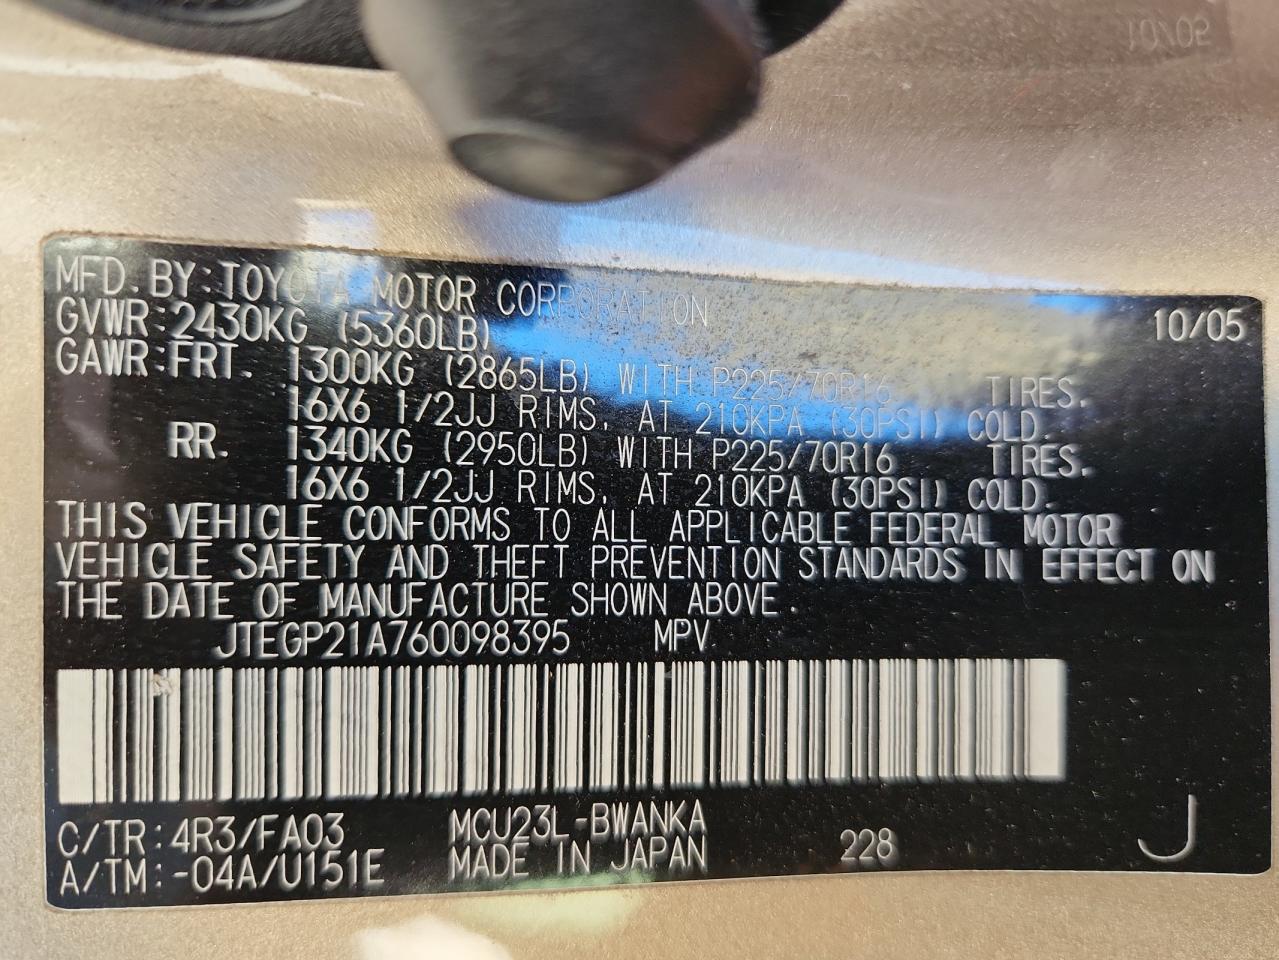 MFD. BY: TOYOTA MOTOR CORPORATION 10/05
GVWR: 2430KG (5360LB)
GAWR: FRT. 1300KG (2865LB) WITH P225/70R16 TIRES.
16X6 1/2JJ RIMS, AT 210KPA (30PSI) COLD.
RR. 1340KG (2950LB) WITH P225/70R16 TIRES.
16X6 1/2JJ RIMS, AT 210KPA (30PSI) COLD.
THIS VEHICLE CONFORMS TO ALL APPLICABLE FEDERAL MOTOR
VEHICLE SAFETY AND THEFT PREVENTION STANDARDS IN EFFECT ON
THE DATE OF MANUFACTURE SHOWN ABOVE.
JTEGP21A760098395 MPV
C/TR: 4R3/FA03 MCU23L-BWANKA 228 J
A/TM: -04A/U151E MADE IN JAPAN